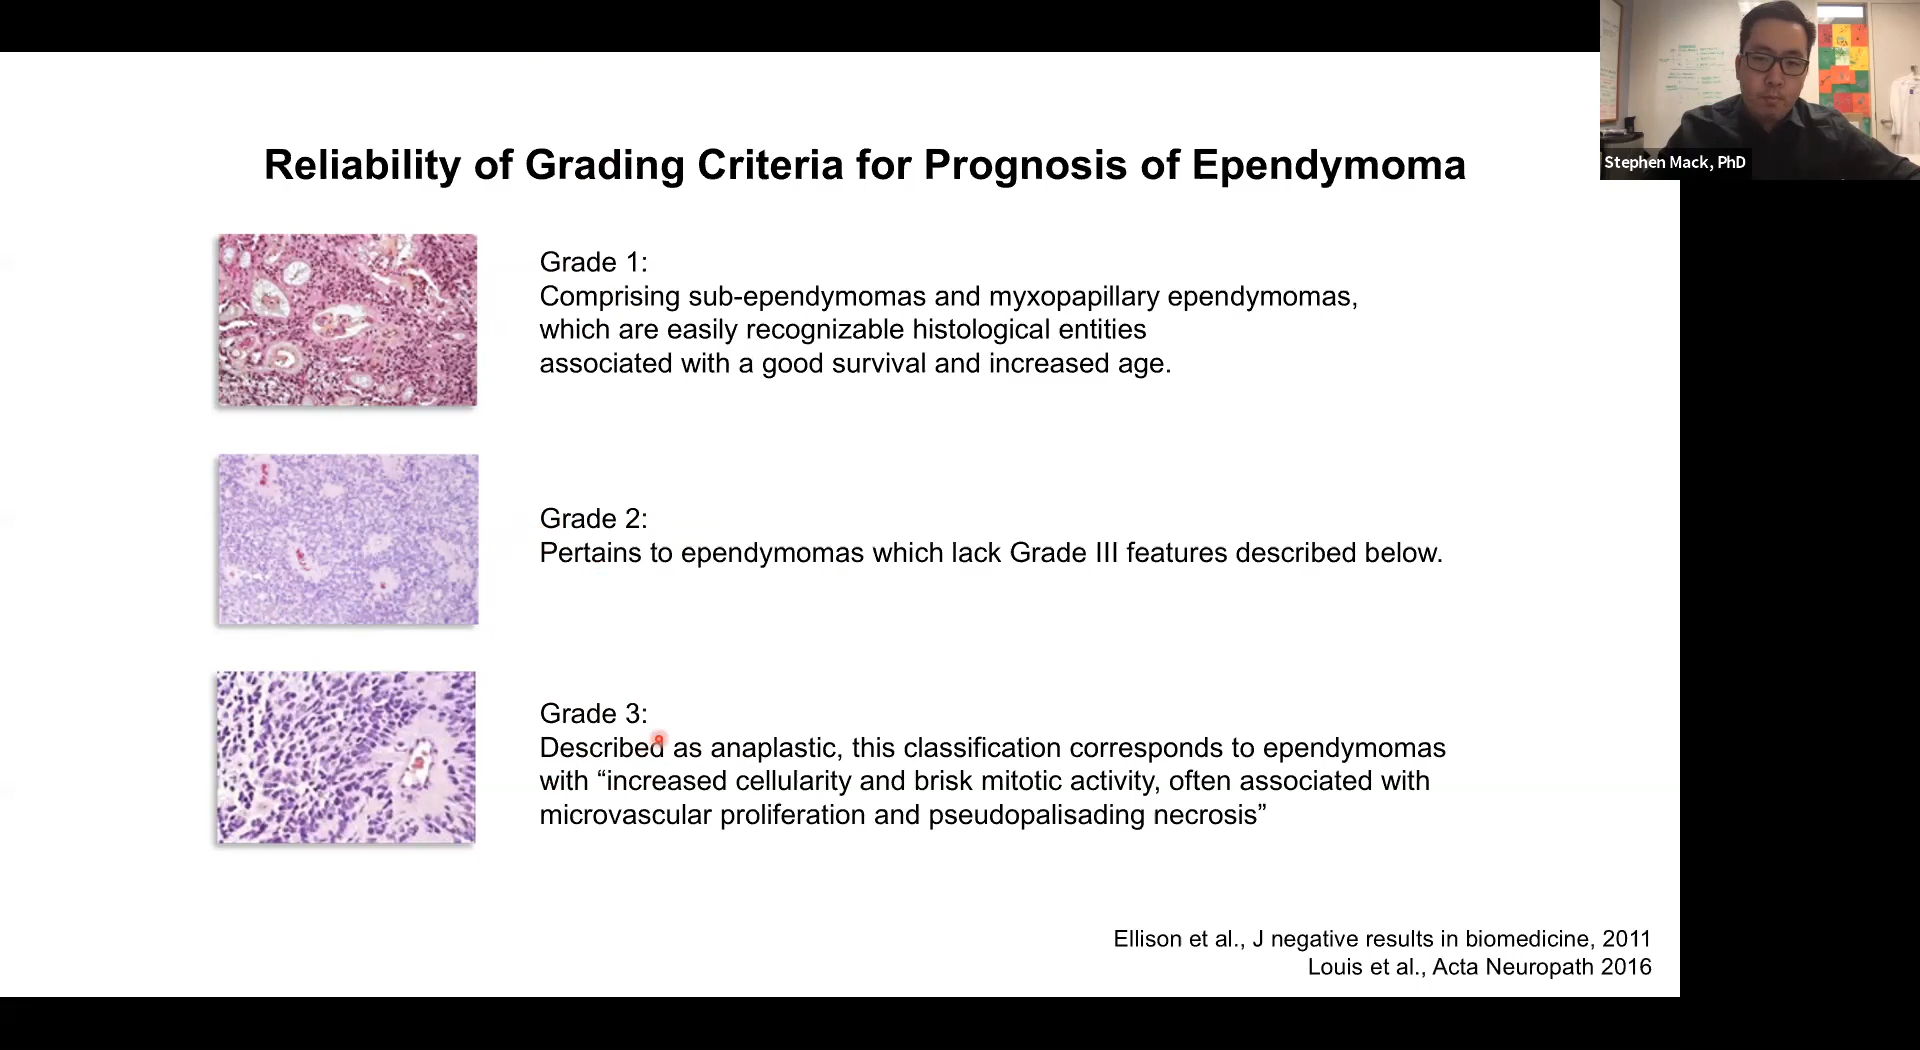 Stephen Mack, PhD
Reliability of Grading Criteria for Prognosis of Ependymoma
Grade 1:
Comprising sub-ependymomas and myxopapillary ependymomas,
which are easily recognizable histological entities
associated with a good survival and increased age.
Grade 2:
Pertains to ependymomas which lack Grade III features described below.
Grade 3:
Described as anaplastic, this classification corresponds to ependymomas
with “increased cellularity and brisk mitotic activity, often associated with
microvascular proliferation and pseudopalisading necrosis”
Ellison et al., J negative results in biomedicine, 2011
Louis et al., Acta Neuropath 2016